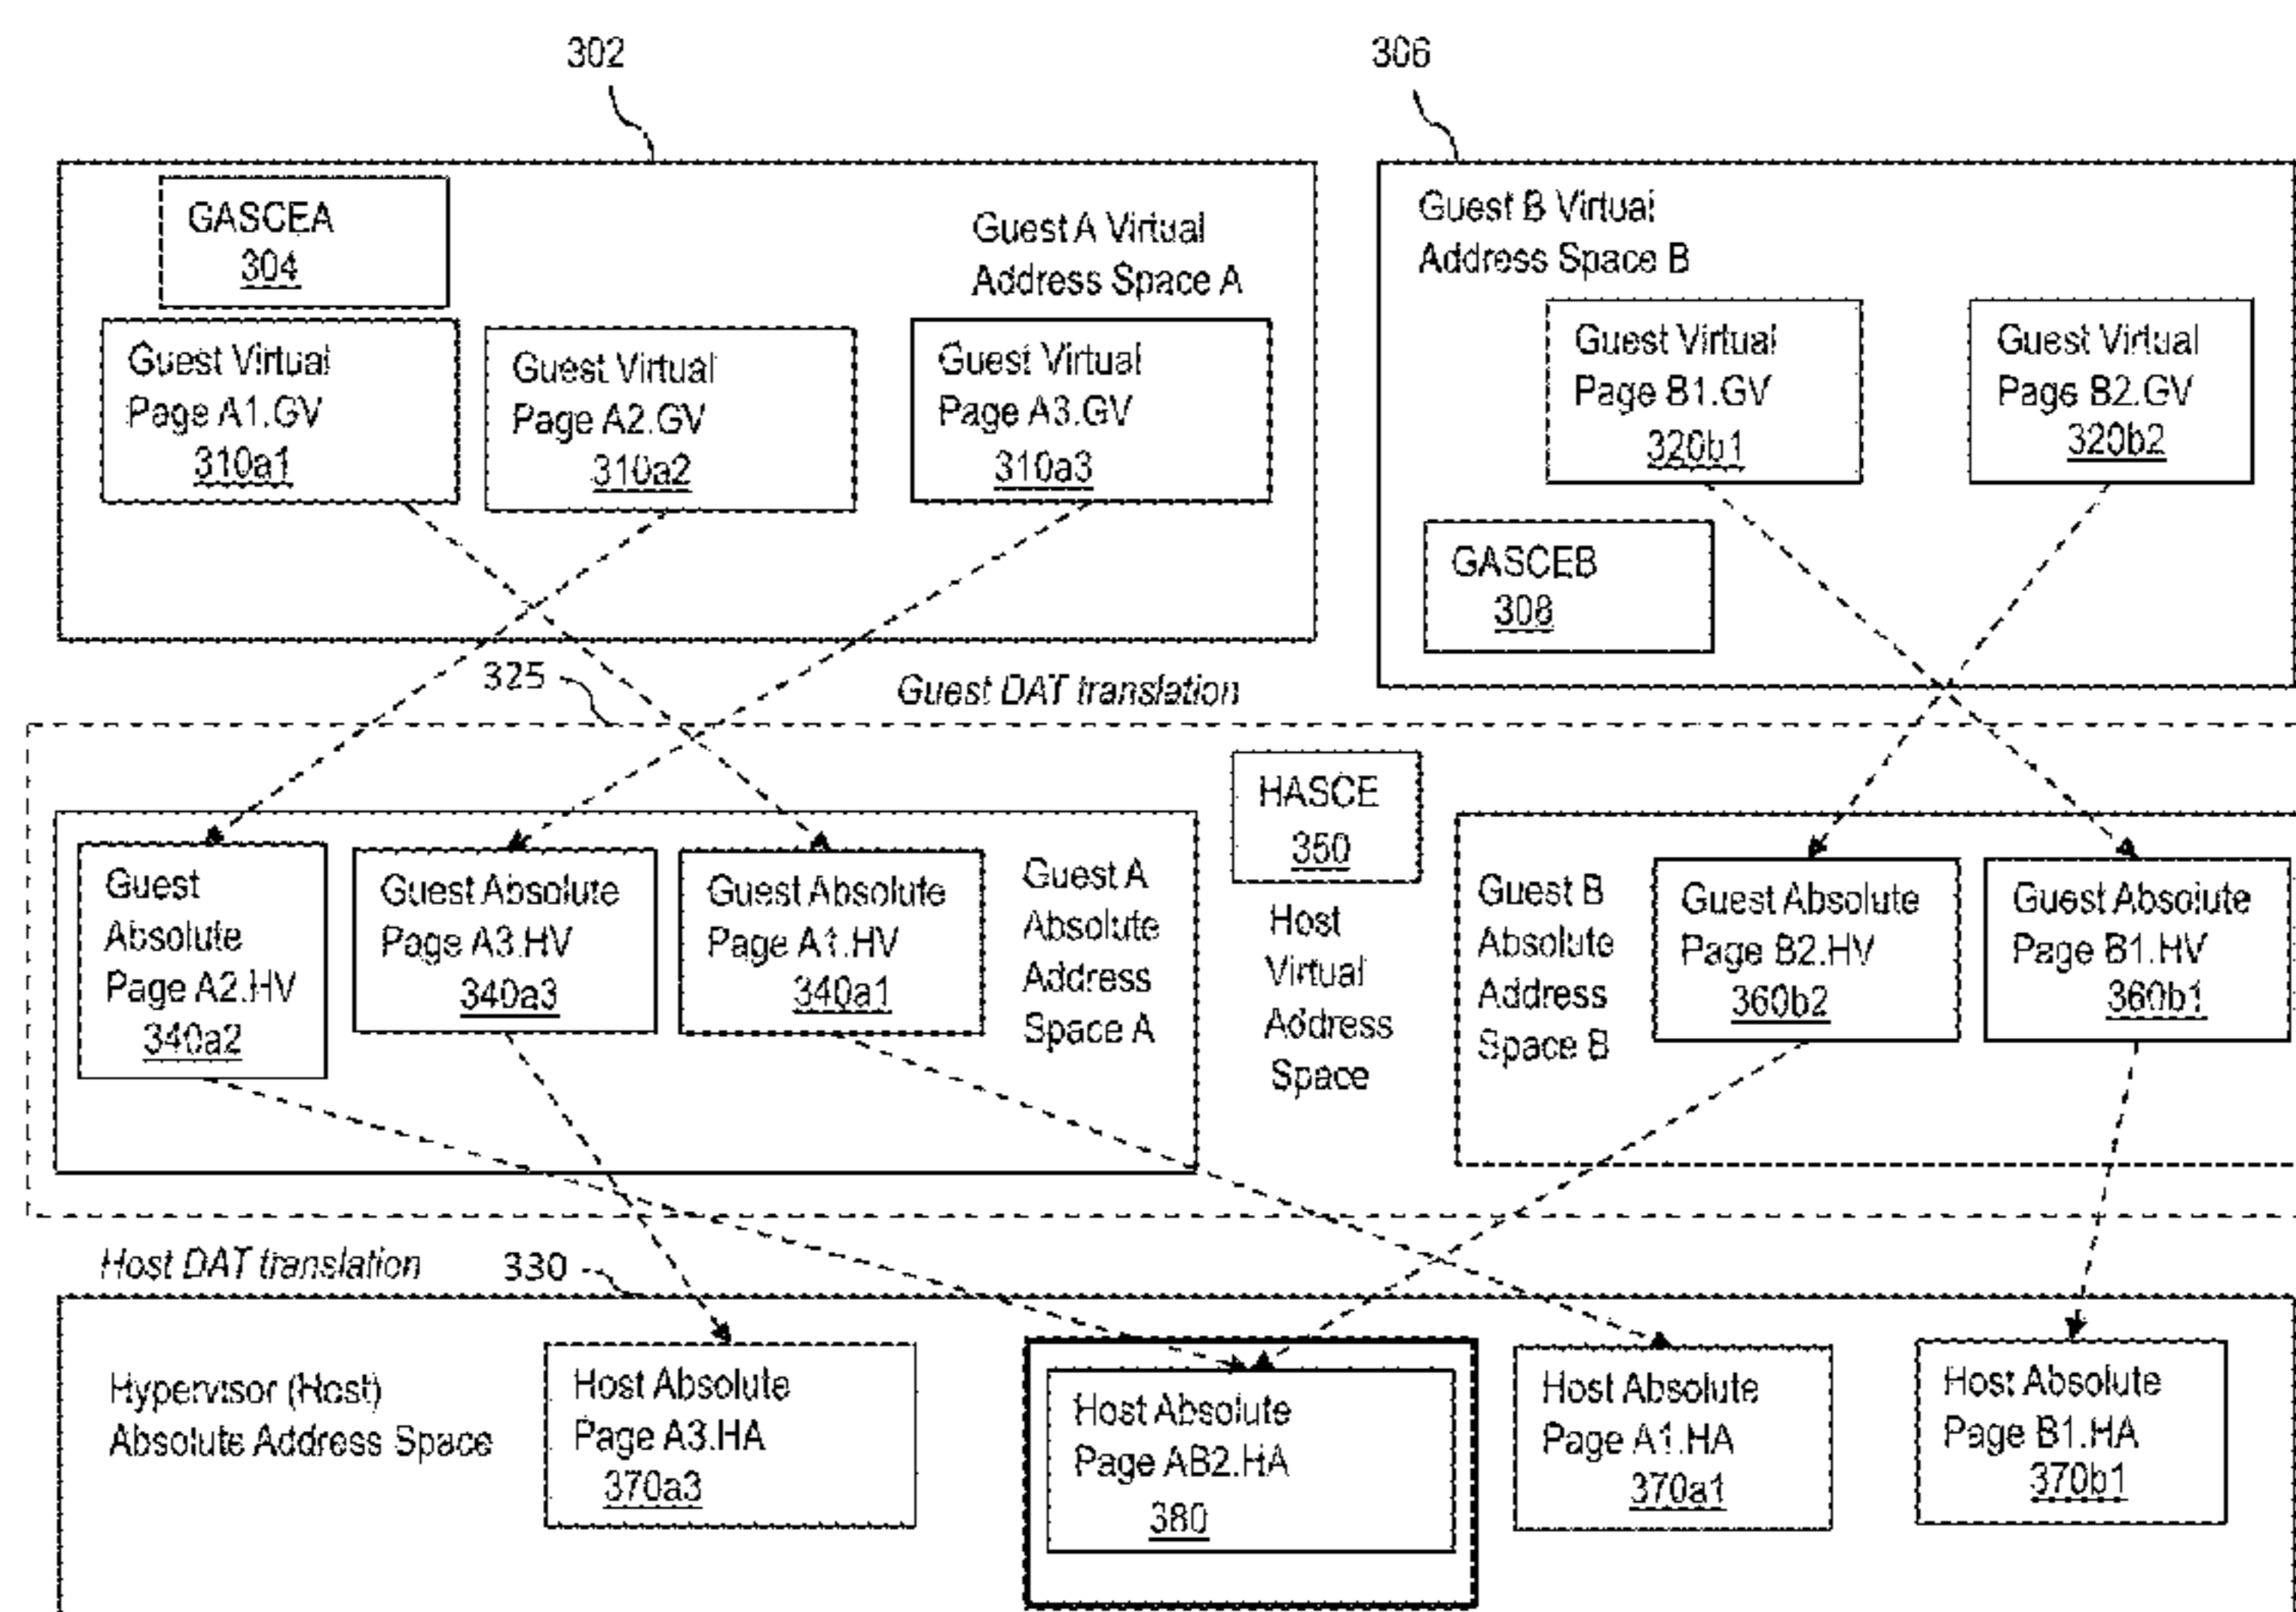 302
306
GASCEA
304
Guest A Virtual
Address Space A
Guest Virtual
Page A1.GV
310a1
Guest Virtual
Page A2.GV
310a2
Guest Virtual
Page A3.GV
310a3
Guest B Virtual
Address Space B
Guest Virtual
Page B1.GV
320b1
Guest Virtual
Page B2.GV
320b2
GASCEB
308
325
Guest DAT translation
Guest
Absolute
Page A2.HV
340a2
Guest Absolute
Page A3.HV
340a3
Guest Absolute
Page A1.HV
340a1
Guest A
Absolute
Address
Space A
HASCE
350
Host
Virtual
Address
Space
Guest B
Absolute
Address
Space B
Guest Absolute
Page B2.HV
360b2
Guest Absolute
Page B1.HV
360b1
Host DAT translation
330
Hypervisor (Host)
Absolute Address Space
Host Absolute
Page A3.HA
370a3
Host Absolute
Page AB2.HA
380
Host Absolute
Page A1.HA
370a1
Host Absolute
Page B1.HA
370b1